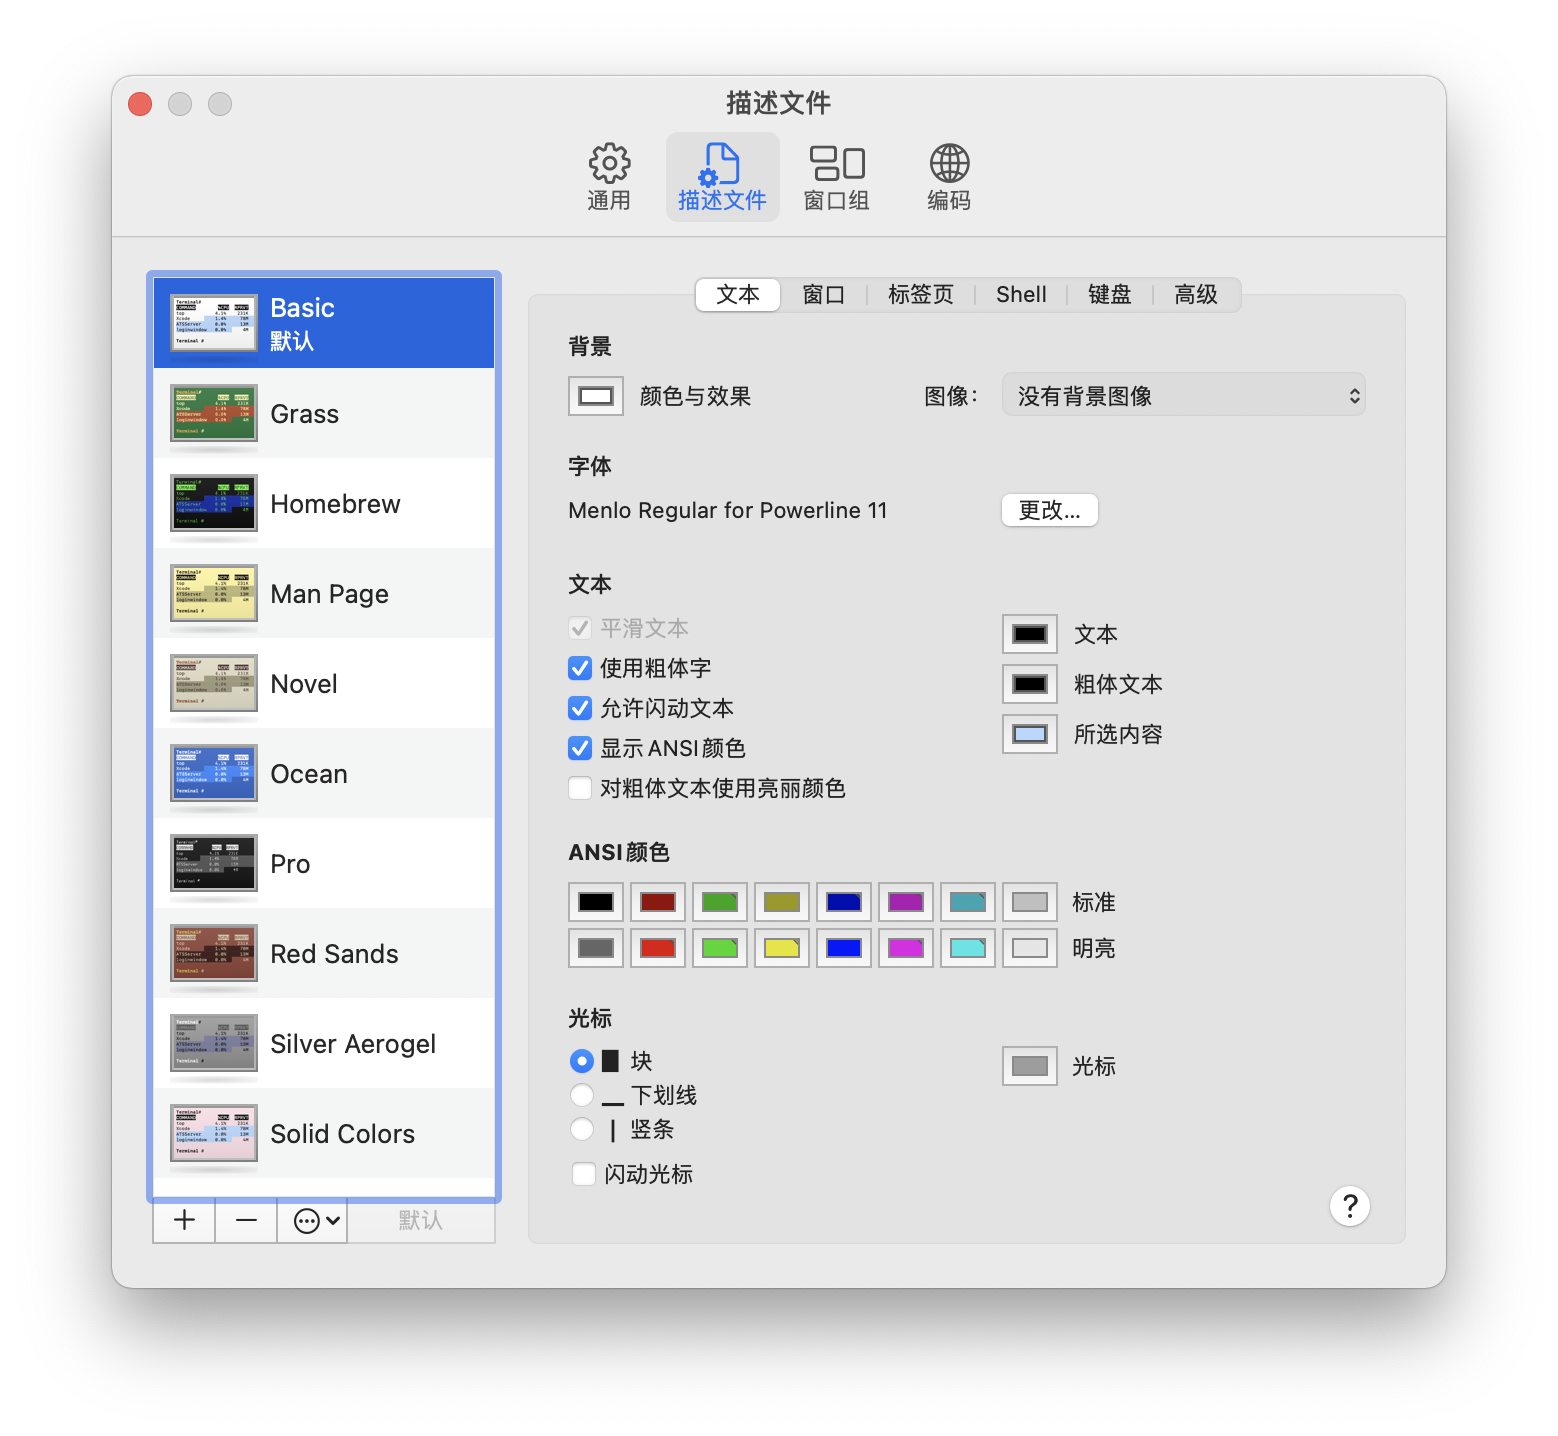 描述文件
通用
描述文件
窗口组
编码
Basic
默认
Grass
Homebrew
Man Page
Novel
Ocean
Pro
Red Sands
Silver Aerogel
Solid Colors
默认
文本 窗口 标签页 Shell 键盘 高级
背景
颜色与效果 图像： 没有背景图像
字体
Menlo Regular for Powerline 11 更改...
文本
平滑文本
使用粗体字
允许闪动文本
显示 ANSI 颜色
对粗体文本使用亮丽颜色
文本
粗体文本
所选内容
ANSI 颜色
标准
明亮
光标
块
下划线
竖条
闪动光标
光标
?